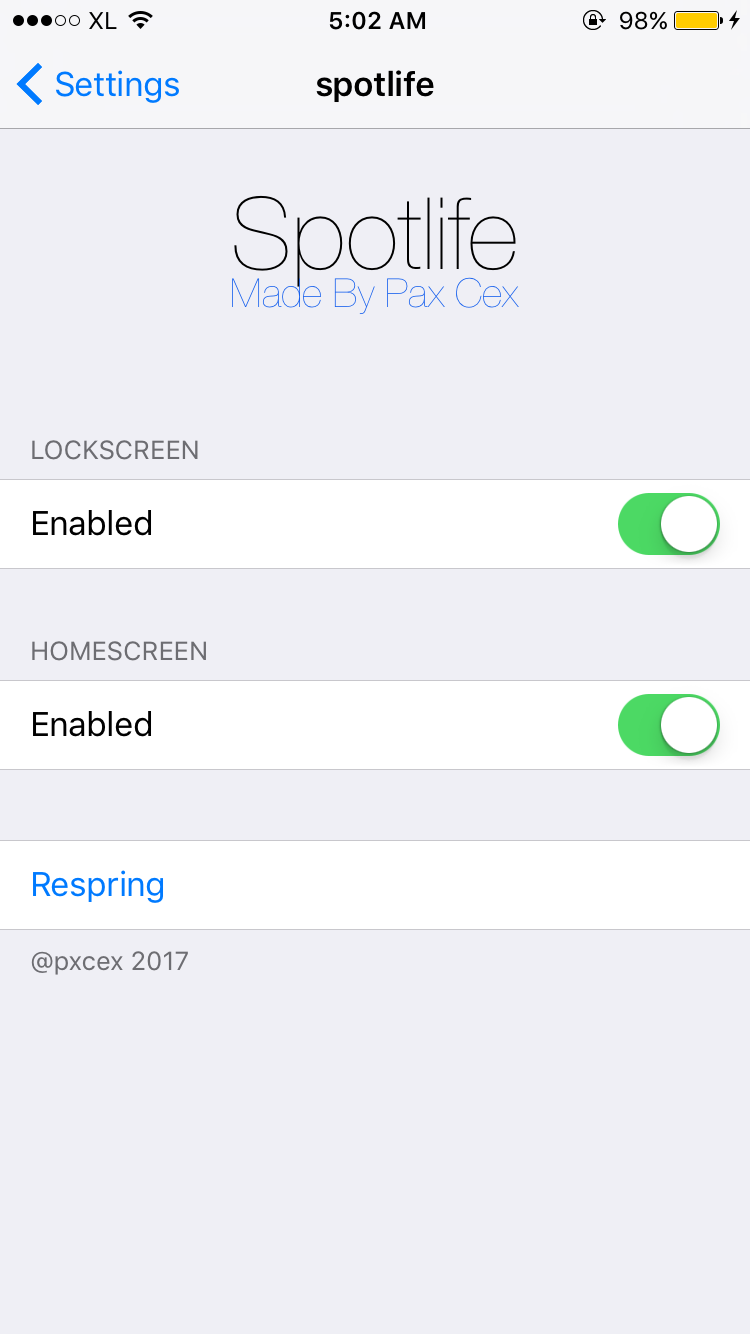 XL 5:02 AM 98%
Settings spotlife
Spotlife
Made By Pax Cex
LOCKSCREEN
Enabled
HOMESCREEN
Enabled
Respring
@pxcex 2017